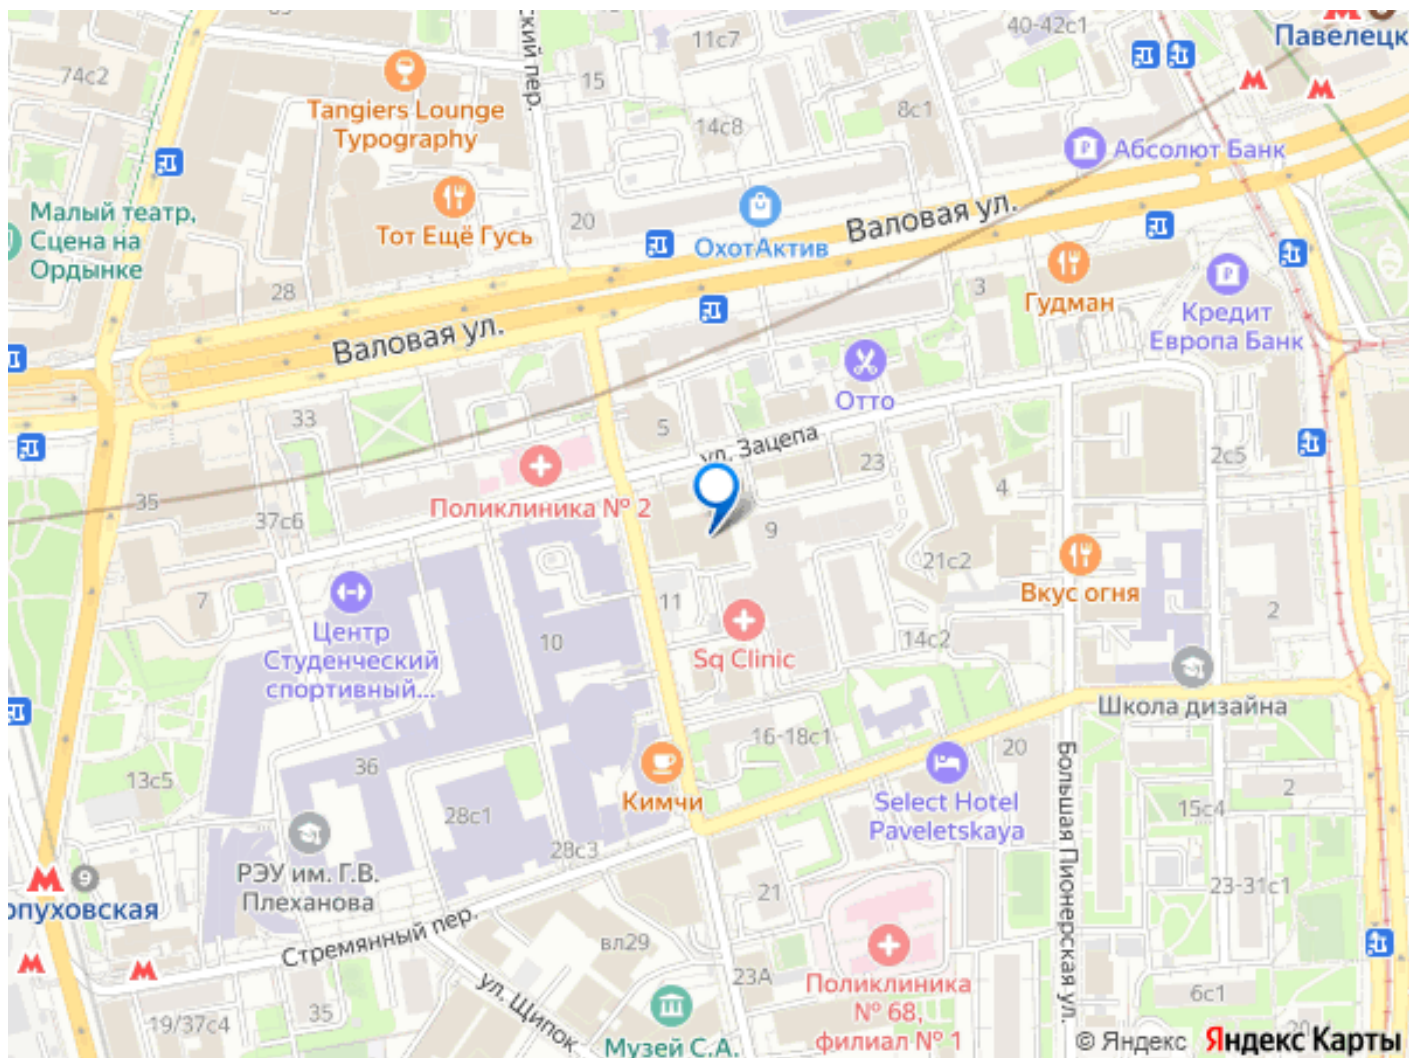 40-42с1
Павелецк
74с2
ский пер.
11с7
15
Tangiers Lounge
Typography
8с1
14с8
Абсолют Банк
Малый театр,
Сцена на
Ордынке
Тот Ещё Гусь
20
ОхотАктив
Валовая ул.
28
3
Гудман
Кредит
Европа Банк
Валовая ул.
Отто
33
5
ул. Зацепа
23
2с5
4
35
Поликлиника № 2
37с6
9
21с2
Вкус огня
7
11
2
Центр
Студенческий
спортивный...
10
Sq Clinic
14с2
Школа дизайна
16-18с1
20
Большая Пионерская ул.
36
13с5
Кимчи
Select Hotel
Paveletskaya
2
15с4
28с1
28с3
РЭУ им. Г.В.
Плеханова
9
рпуховская
21
23-31с1
Стремянный пер.
вл29
23А
Поликлиника
№ 68,
филиал № 1
ул. Щипок
6с1
35
19/37с4
Музей С.А.
© Яндекс
Яндекс Карты